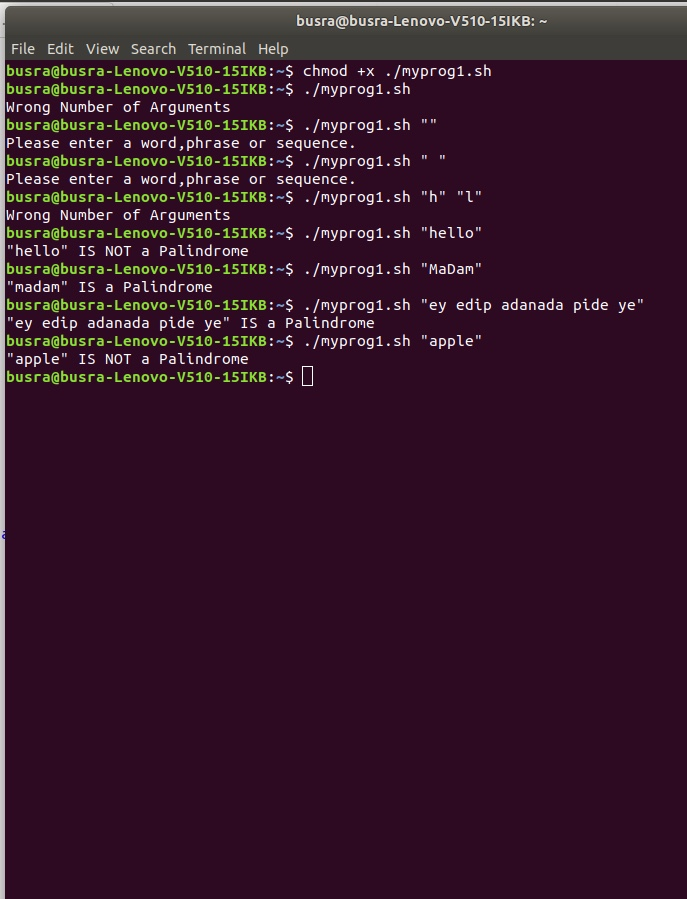 busra@busra-Lenovo-V510-15IKB: ~
File Edit View Search Terminal Help
busra@busra-Lenovo-V510-15IKB:~$ chmod +x ./myprog1.sh
busra@busra-Lenovo-V510-15IKB:~$ ./myprog1.sh
Wrong Number of Arguments
busra@busra-Lenovo-V510-15IKB:~$ ./myprog1.sh ""
Please enter a word,phrase or sequence.
busra@busra-Lenovo-V510-15IKB:~$ ./myprog1.sh " "
Please enter a word,phrase or sequence.
busra@busra-Lenovo-V510-15IKB:~$ ./myprog1.sh "h" "l"
Wrong Number of Arguments
busra@busra-Lenovo-V510-15IKB:~$ ./myprog1.sh "hello"
"hello" IS NOT a Palindrome
busra@busra-Lenovo-V510-15IKB:~$ ./myprog1.sh "MaDam"
"madam" IS a Palindrome
busra@busra-Lenovo-V510-15IKB:~$ ./myprog1.sh "ey edip adanada pide ye"
"ey edip adanada pide ye" IS a Palindrome
busra@busra-Lenovo-V510-15IKB:~$ ./myprog1.sh "apple"
"apple" IS NOT a Palindrome
busra@busra-Lenovo-V510-15IKB:~$